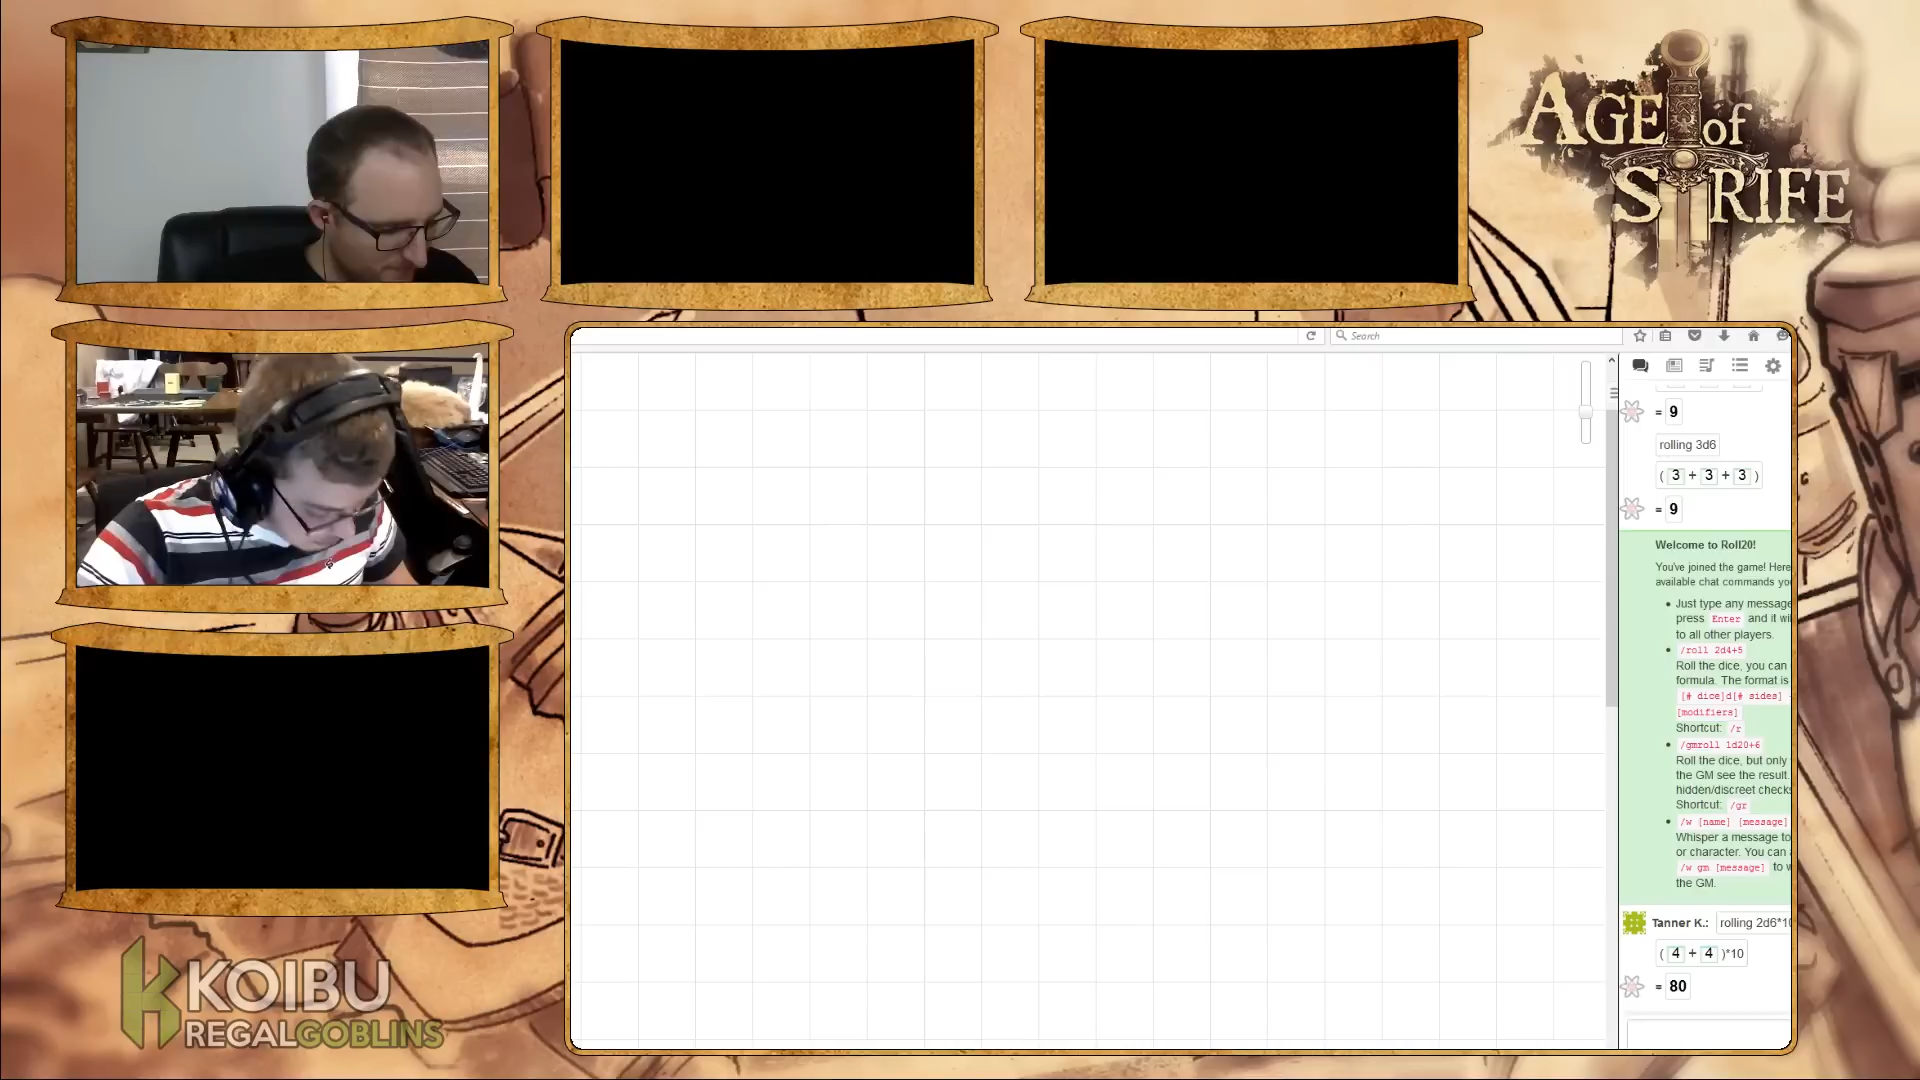 AGE of
STRIFE
Search
= 9
rolling 3d6
( 3 + 3 + 3 )
= 9
Welcome to Roll20!
You've joined the game! Here
available chat commands yo
• Just type any message
press Enter and it wi
to all other players.
• /roll 2d4+5
Roll the dice, you can
formula. The format is
[# dice]d[# sides]
[modifiers]
Shortcut: /r
• /gmroll 1d20+6
Roll the dice, but only
the GM see the result.
hidden/discreet checks
Shortcut: /gr
• /w [name] [message]
Whisper a message to
or character. You can
/w gm [message] to w
the GM.
Tanner K.: rolling 2d6*10
( 4 + 4 )*10
= 80
KOIBU
REGALGOBLINS